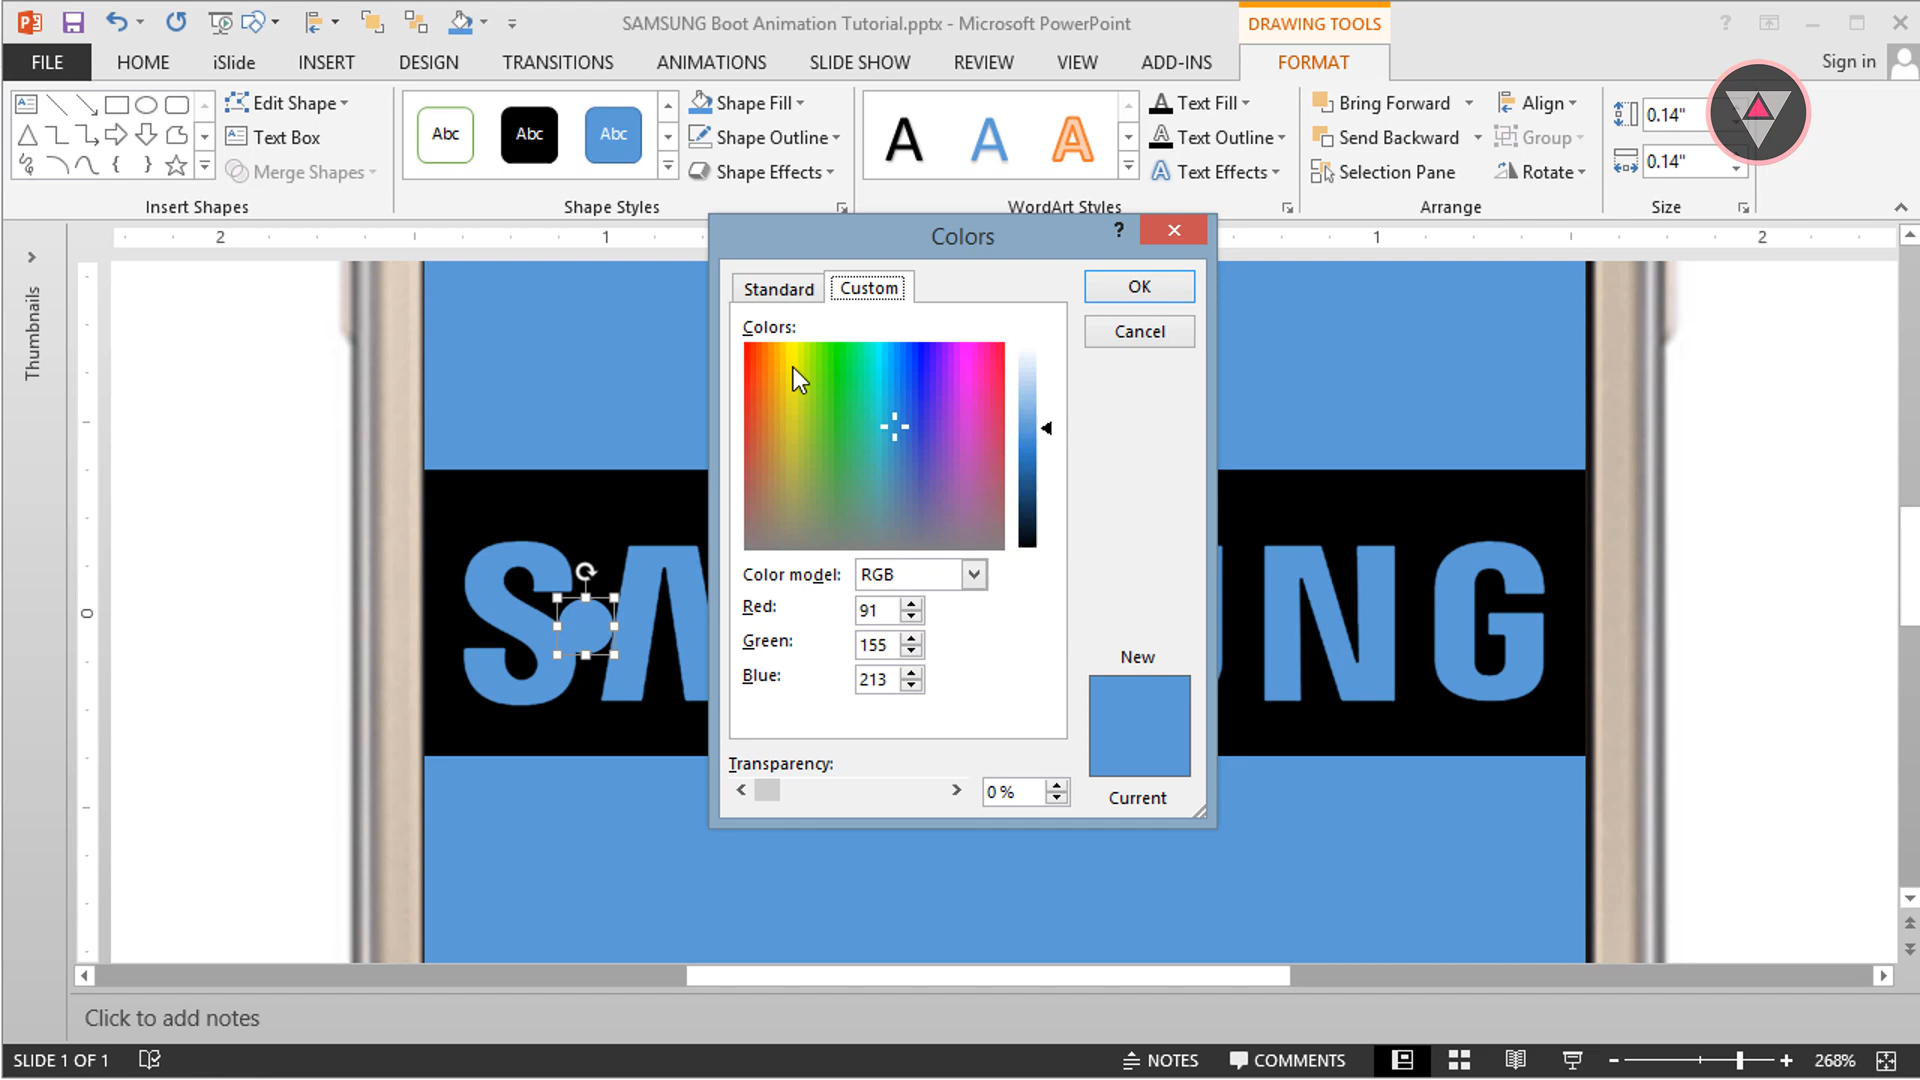 SAMSUNG Boot Animation Tutorial.pptx - Microsoft PowerPoint
DRAWING TOOLS
?
FILE HOME iSlide INSERT DESIGN TRANSITIONS ANIMATIONS SLIDE SHOW REVIEW VIEW ADD-INS FORMAT Sign in
Edit Shape
Text Box
Merge Shapes
Insert Shapes
Abc Abc Abc
Shape Fill
Shape Outline
Shape Effects
Shape Styles
A A A
Text Fill
Text Outline
Text Effects
WordArt Styles
Bring Forward
Send Backward
Selection Pane
Align
Group
Rotate
Arrange
0.14"
0.14"
Size
2 1 1 2
Thumbnails
0
SA UNG
Colors
?
Standard Custom
OK
Cancel
Colors:
Color model: RGB
Red: 91
Green: 155
Blue: 213
Transparency:
0 %
New
Current
Click to add notes
SLIDE 1 OF 1
NOTES COMMENTS 268%